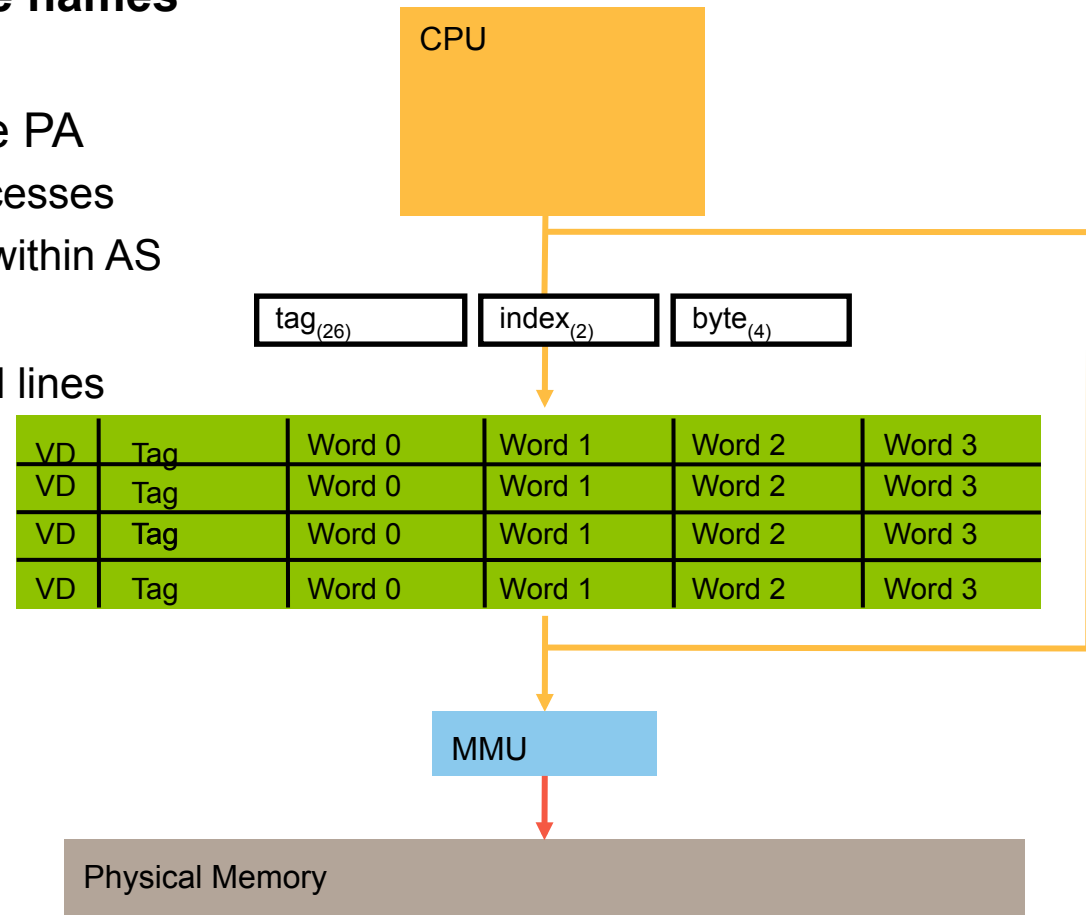 e names
CPU
e PA
cesses
within AS
tag(26) index(2) byte(4)
l lines
VD Tag Word 0 Word 1 Word 2 Word 3
VD Tag Word 0 Word 1 Word 2 Word 3
VD Tag Word 0 Word 1 Word 2 Word 3
VD Tag Word 0 Word 1 Word 2 Word 3
MMU
Physical Memory